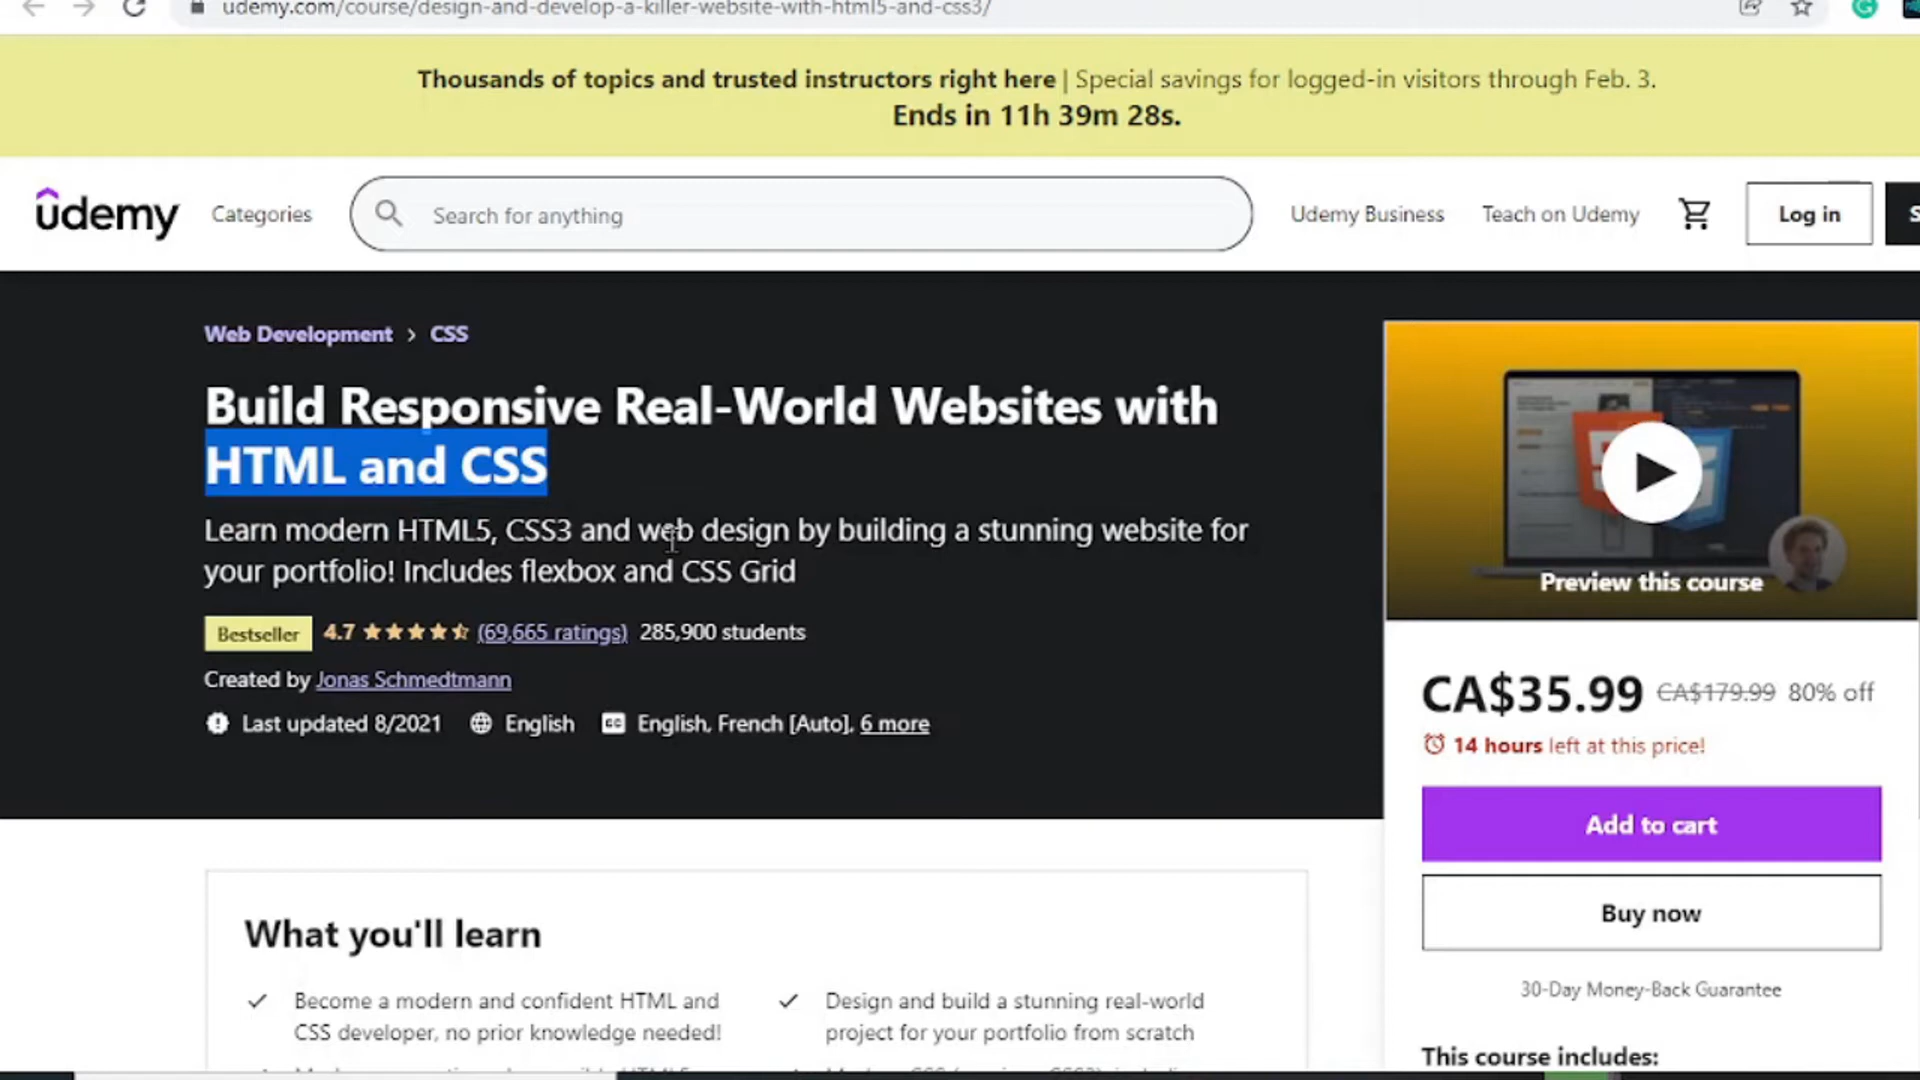 udemy.com/course/design-and-develop-a-killer-website-with-html5-and-css3/
Thousands of topics and trusted instructors right here | Special savings for logged-in visitors through Feb. 3.
Ends in 11h 39m 28s.
udemy
Categories
Search for anything
Udemy Business
Teach on Udemy
Log in
S
Web Development > CSS
Build Responsive Real-World Websites with
HTML and CSS
Learn modern HTML5, CSS3 and web design by building a stunning website for
your portfolio! Includes flexbox and CSS Grid
Bestseller 4.7 (69,665 ratings) 285,900 students
Created by Jonas Schmedtmann
Last updated 8/2021 English CC English, French [Auto], 6 more
Preview this course
CA$35.99 CA$179.99 80% off
14 hours left at this price!
Add to cart
Buy now
30-Day Money-Back Guarantee
This course includes:
What you'll learn
Become a modern and confident HTML and
CSS developer, no prior knowledge needed!
Design and build a stunning real-world
project for your portfolio from scratch